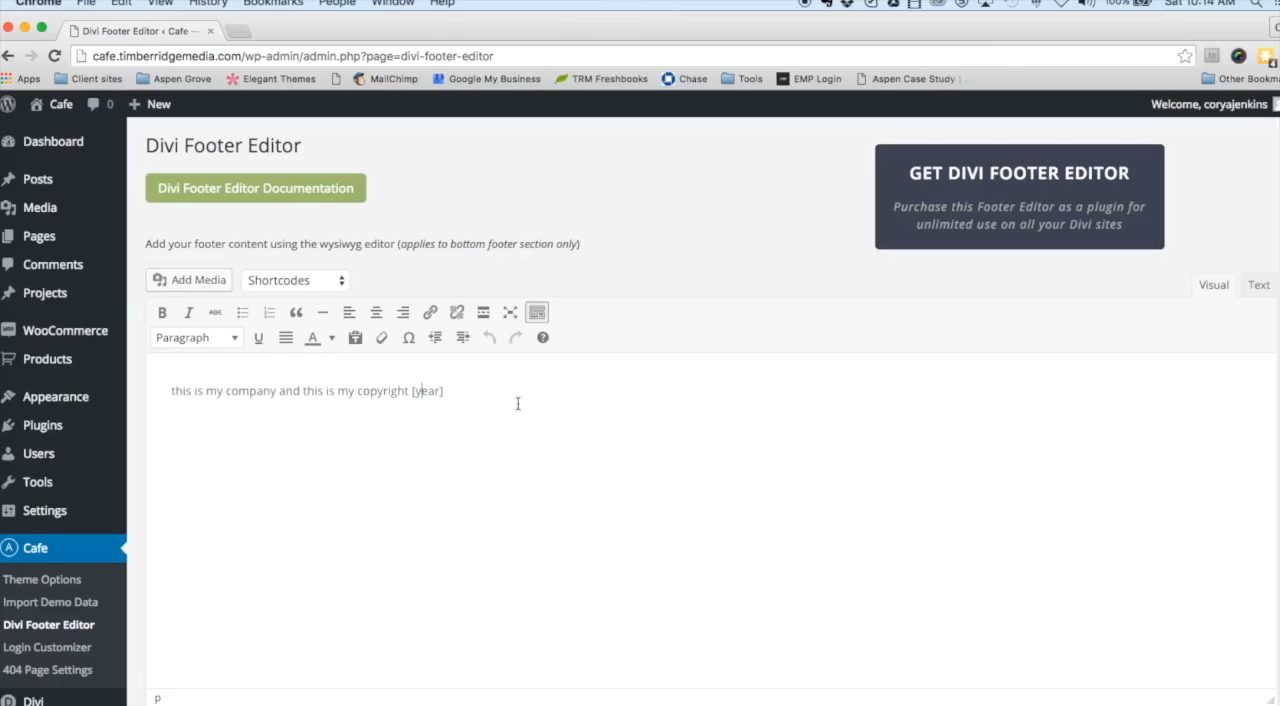 Chrome File Edit View History Bookmarks People Window Help 100% Sat 10:14 AM
Divi Footer Editor ‹ Cafe —
cafe.timberridgemedia.com/wp-admin/admin.php?page=divi-footer-editor
Apps Client sites Aspen Grove Elegant Themes MailChimp Google My Business TRM Freshbooks Chase Tools EMP Login Aspen Case Study | Other Bookma
Cafe 0 + New Welcome, coryajenkins
Dashboard
Posts
Media
Pages
Comments
Projects
WooCommerce
Products
Appearance
Plugins
Users
Tools
Settings
Cafe
Theme Options
Import Demo Data
Divi Footer Editor
Login Customizer
404 Page Settings
Divi
Divi Footer Editor
Divi Footer Editor Documentation
GET DIVI FOOTER EDITOR
Purchase this Footer Editor as a plugin for
unlimited use on all your Divi sites
Add your footer content using the wysiwyg editor (applies to bottom footer section only)
Add Media Shortcodes
Visual Text
B I ABC
Paragraph U A
this is my company and this is my copyright [year]
p